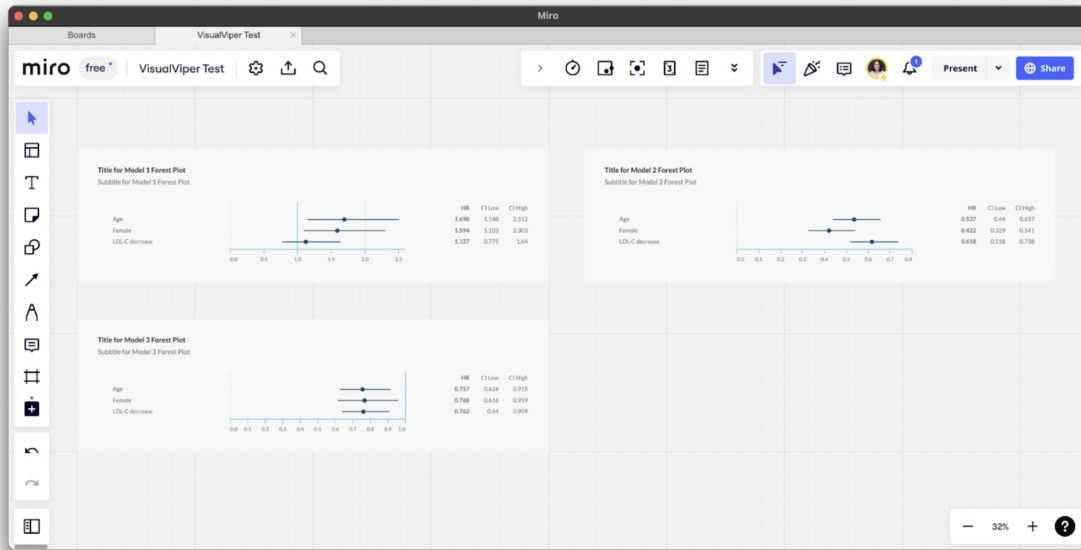 Miro
Boards
VisualViper Test
miro free VisualViper Test
3
1
Present
Share
Title for Model 1 Forest Plot
Subtitle for Model 1 Forest Plot
HR CI Low CI High
Age 1.698 1.148 2.512
Female 1.594 1.103 2.303
LDL-C decrease 1.127 0.775 1.64
0.0 0.5 1.0 1.5 2.0 2.5
Title for Model 2 Forest Plot
Subtitle for Model 2 Forest Plot
HR CI Low CI High
Age 0.537 0.44 0.657
Female 0.422 0.329 0.541
LDL-C decrease 0.618 0.518 0.738
0.0 0.1 0.2 0.3 0.4 0.5 0.6 0.7 0.8
Title for Model 3 Forest Plot
Subtitle for Model 3 Forest Plot
HR CI Low CI High
Age 0.757 0.626 0.915
Female 0.768 0.616 0.959
LDL-C decrease 0.762 0.64 0.909
0.0 0.1 0.2 0.3 0.4 0.5 0.6 0.7 0.8 0.9 1.0
32%
?